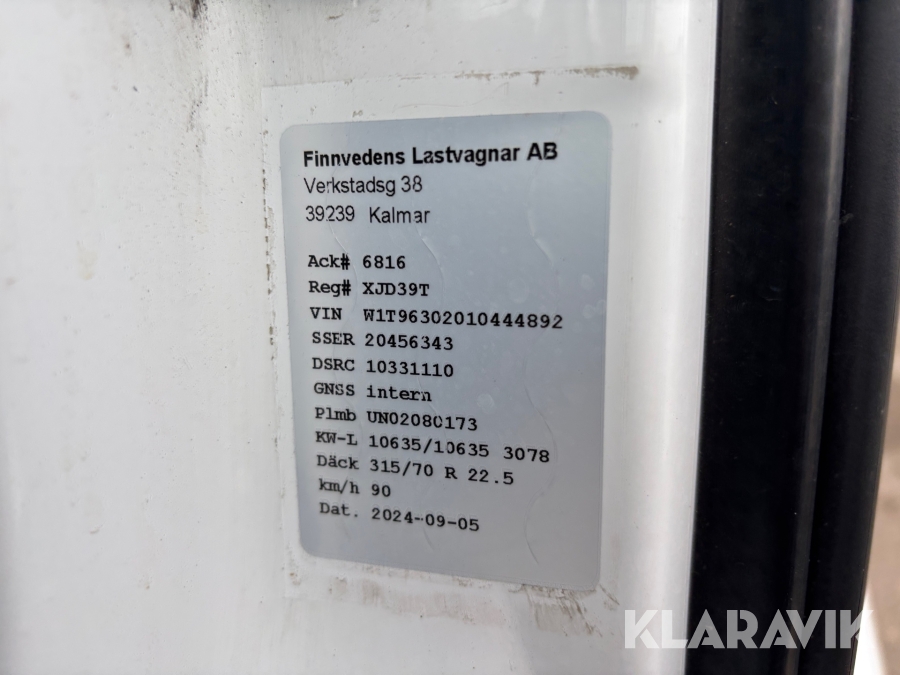 Finnvedens Lastvagnar AB
Verkstadsg 38
39239 Kalmar
Ack# 6816
Reg# XJD39T
VIN W1T96302010444892
SSER 20456343
DSRC 10331110
GNSS intern
Plmb UN02080173
KW-L 10635/10635 3078
Däck 315/70 R 22.5
km/h 90
Dat. 2024-09-05
KLARAVIK